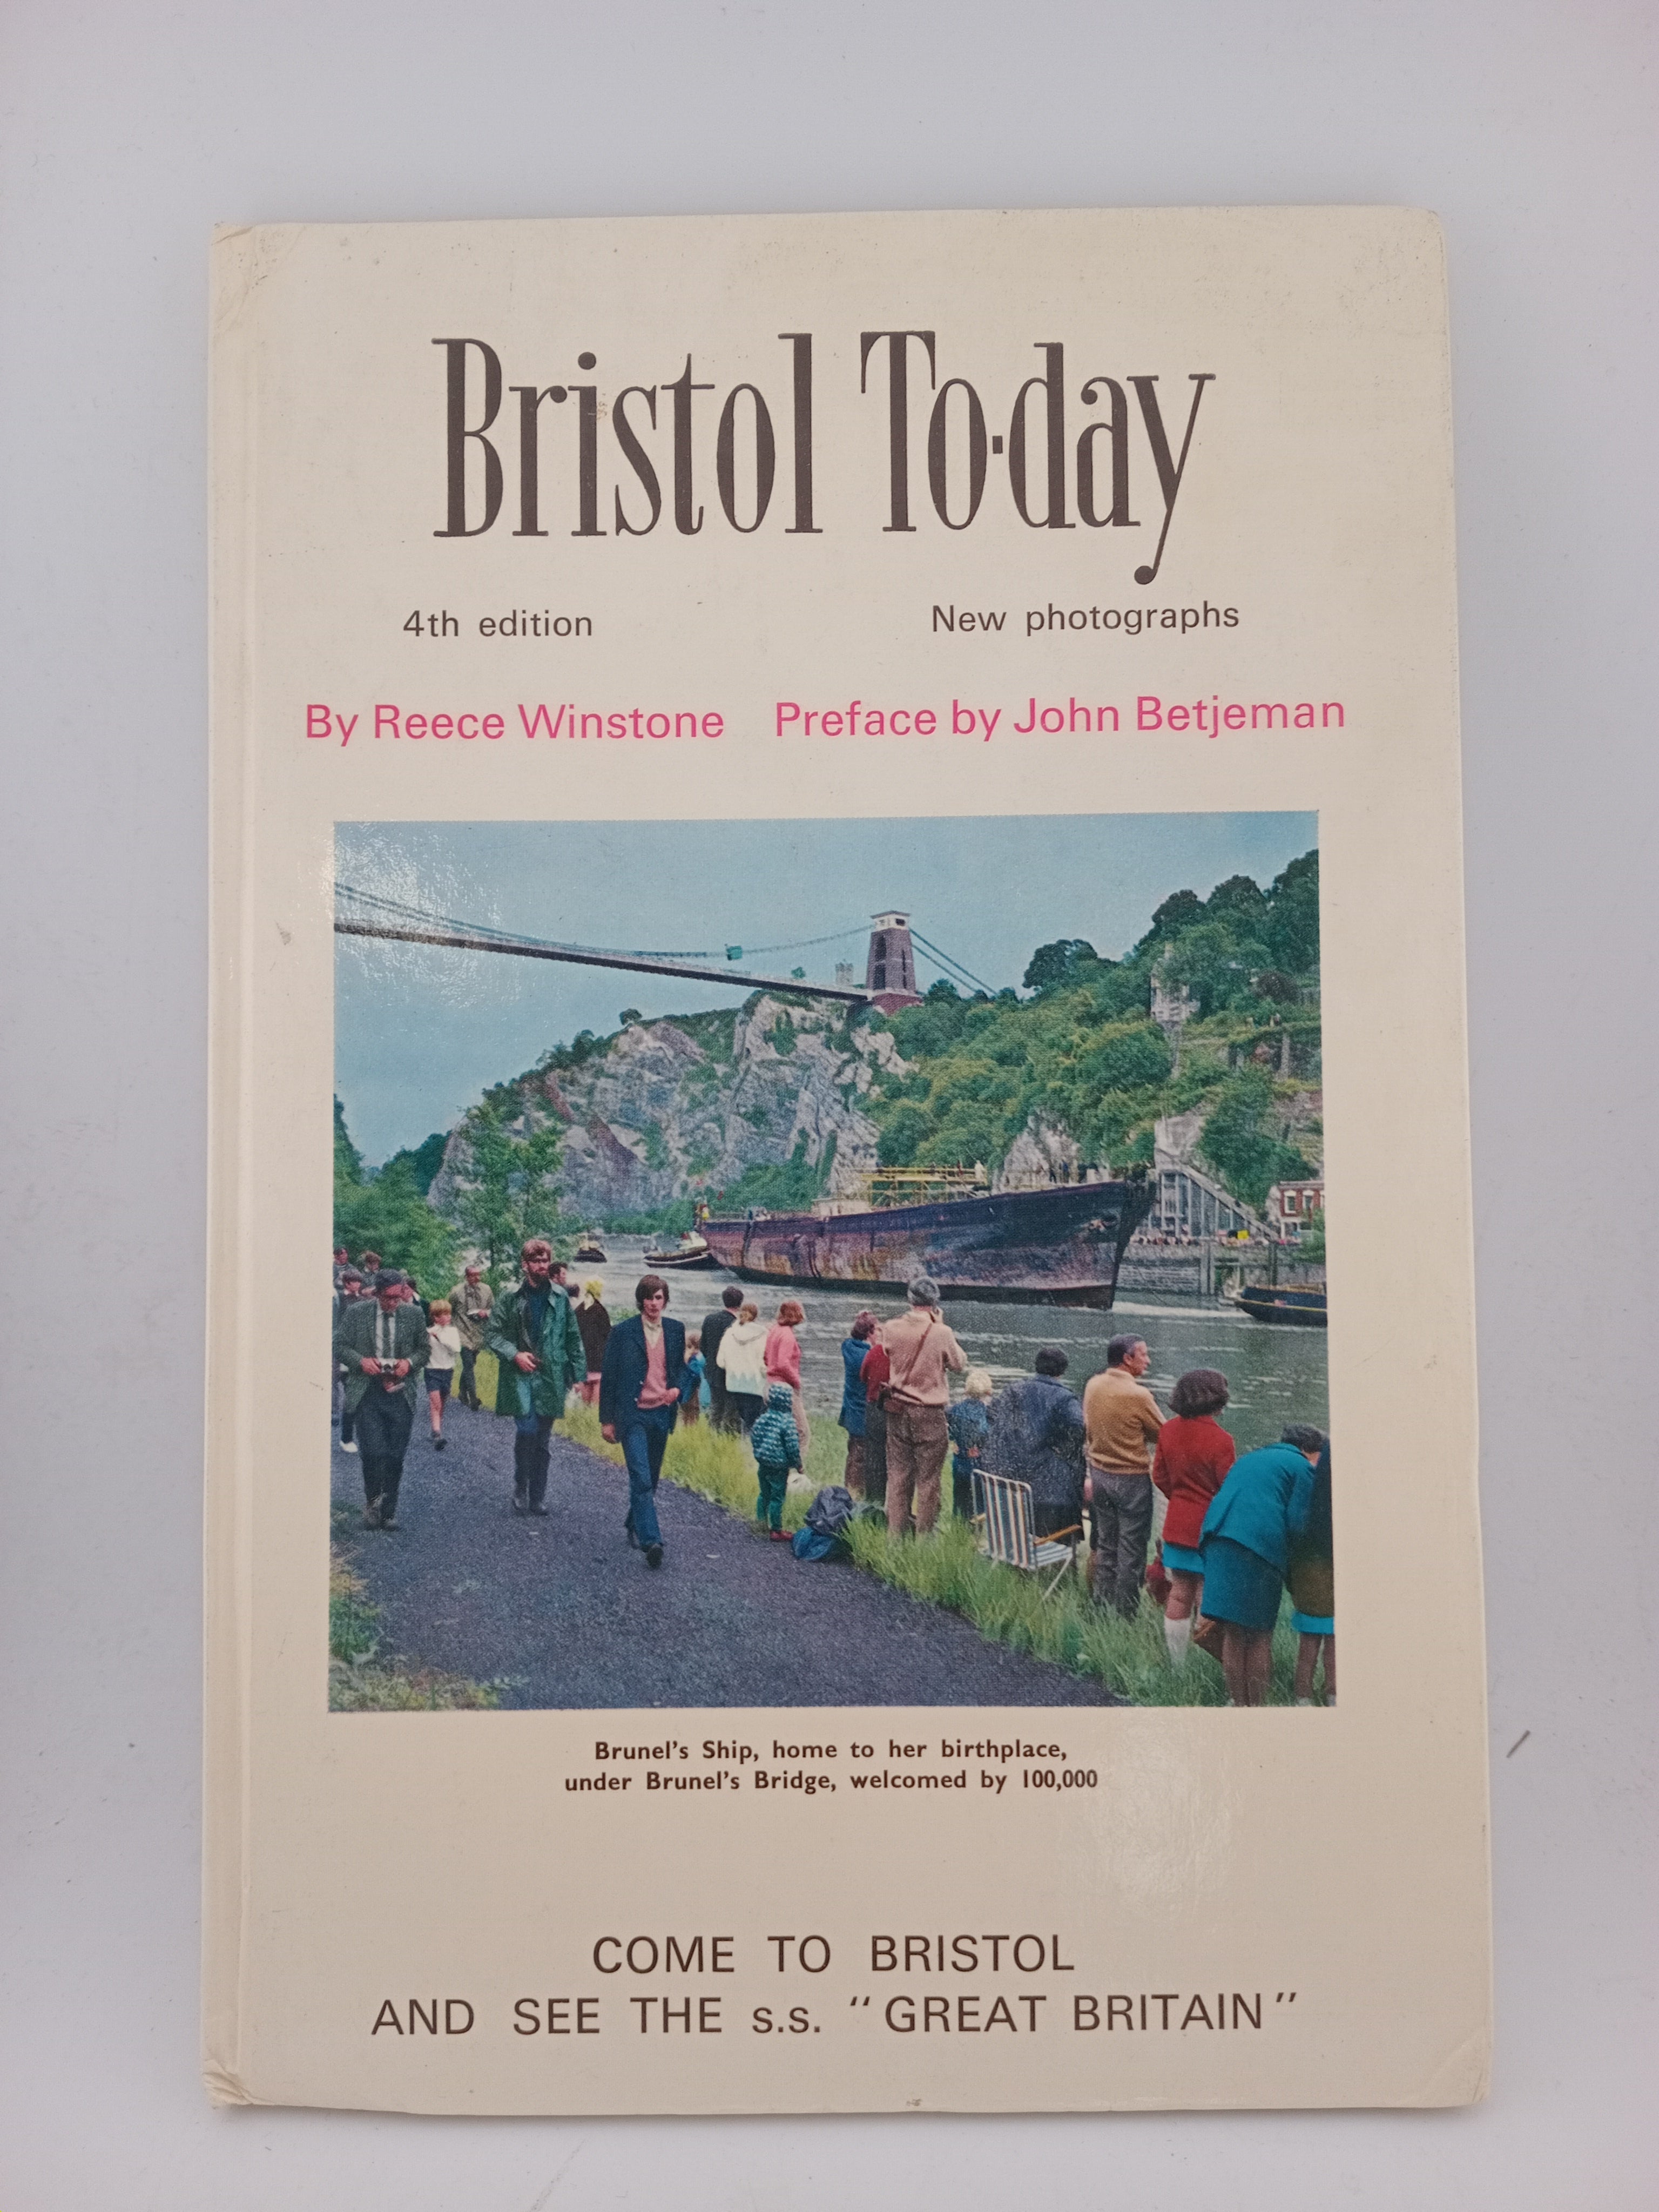 Bristol To-day
4th edition New photographs
By Reece Winstone Preface by John Betjeman
Brunel's Ship, home to her birthplace,
under Brunel's Bridge, welcomed by 100,000
COME TO BRISTOL
AND SEE THE s.s. "GREAT BRITAIN"